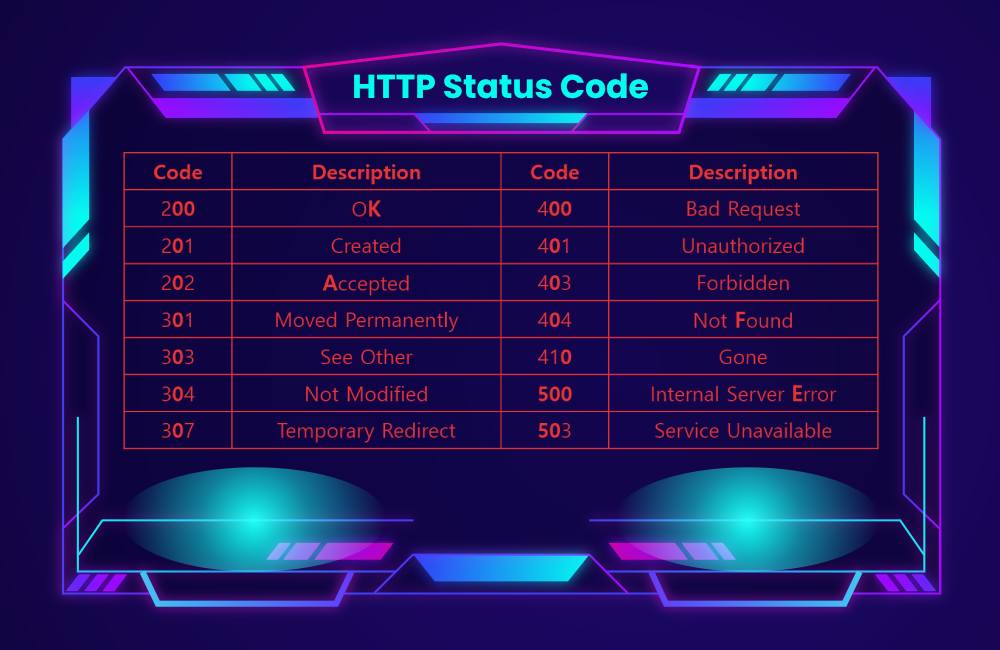 HTTP Status Code
Code Description Code Description
200 OK 400 Bad Request
201 Created 401 Unauthorized
202 Accepted 403 Forbidden
301 Moved Permanently 404 Not Found
303 See Other 410 Gone
304 Not Modified 500 Internal Server Error
307 Temporary Redirect 503 Service Unavailable